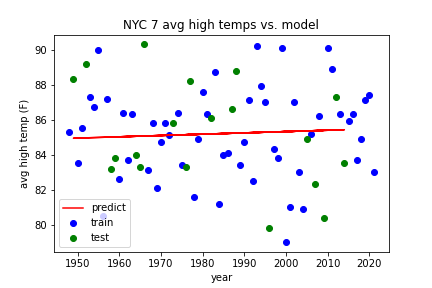 NYC 7 avg high temps vs. model
avg high temp (F)
90
88
86
84
82
80
predict
train
test
1950 1960 1970 1980 1990 2000 2010 2020
year